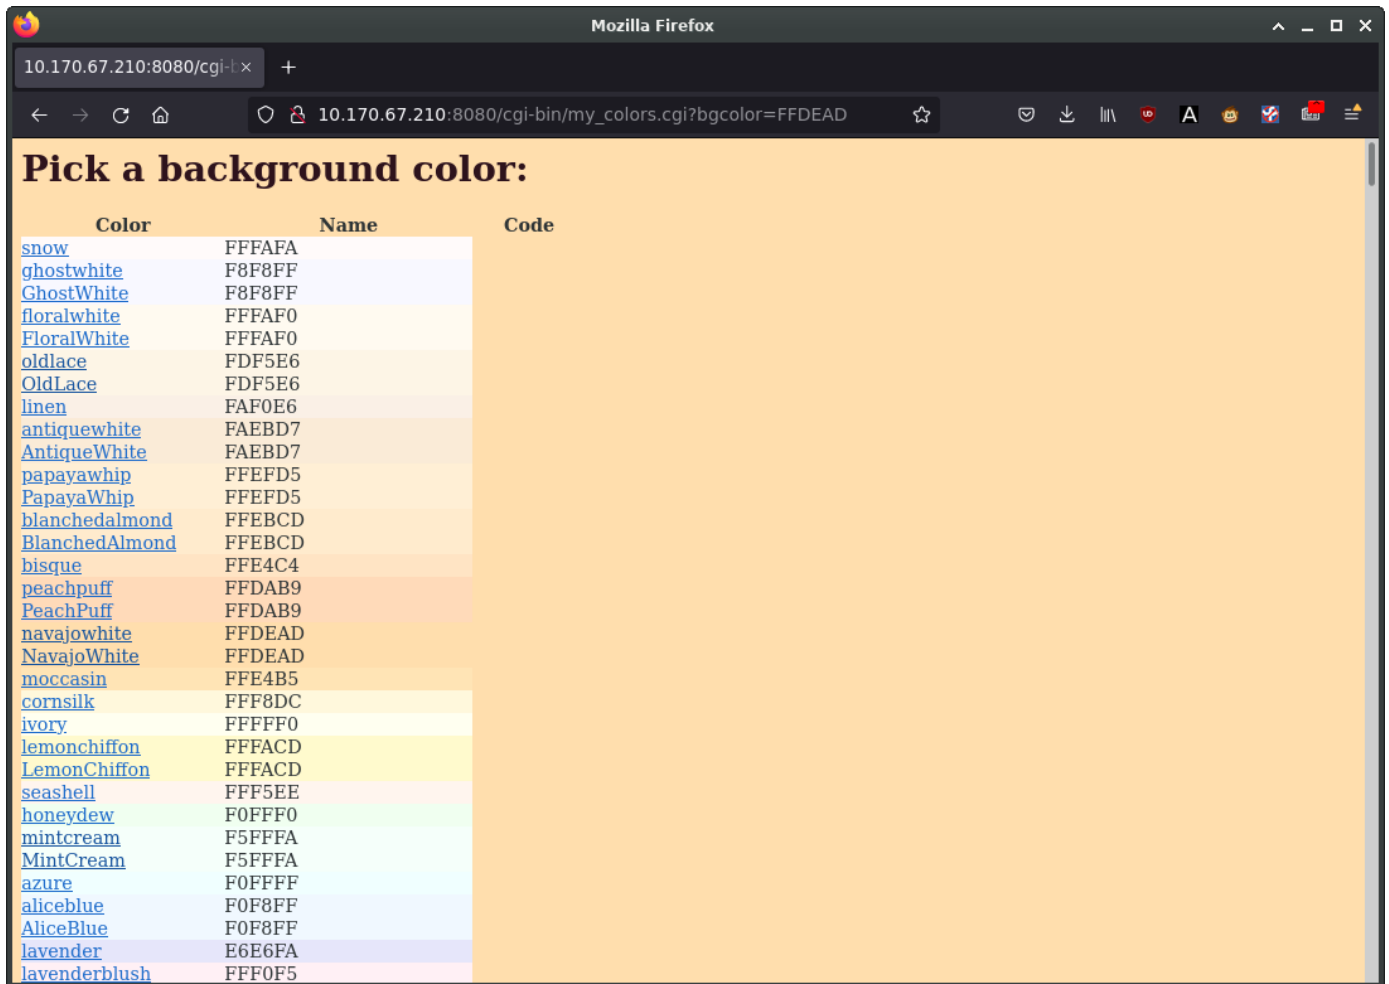 Mozilla Firefox
10.170.67.210:8080/cgi-b
10.170.67.210:8080/cgi-bin/my_colors.cgi?bgcolor=FFDEAD
Pick a background color:
Color Name Code
snow FFFAFA
ghostwhite F8F8FF
GhostWhite F8F8FF
floralwhite FFFAF0
FloralWhite FFFAF0
oldlace FDF5E6
OldLace FDF5E6
linen FAF0E6
antiquewhite FAEBD7
AntiqueWhite FAEBD7
papayawhip FFEFD5
PapayaWhip FFEFD5
blanchedalmond FFEBCD
BlanchedAlmond FFEBCD
bisque FFE4C4
peachpuff FFDAB9
PeachPuff FFDAB9
navajowhite FFDEAD
NavajoWhite FFDEAD
moccasin FFE4B5
cornsilk FFF8DC
ivory FFFFF0
lemonchiffon FFFACD
LemonChiffon FFFACD
seashell FFF5EE
honeydew F0FFF0
mintcream F5FFFA
MintCream F5FFFA
azure F0FFFF
aliceblue F0F8FF
AliceBlue F0F8FF
lavender E6E6FA
lavenderblush FFF0F5